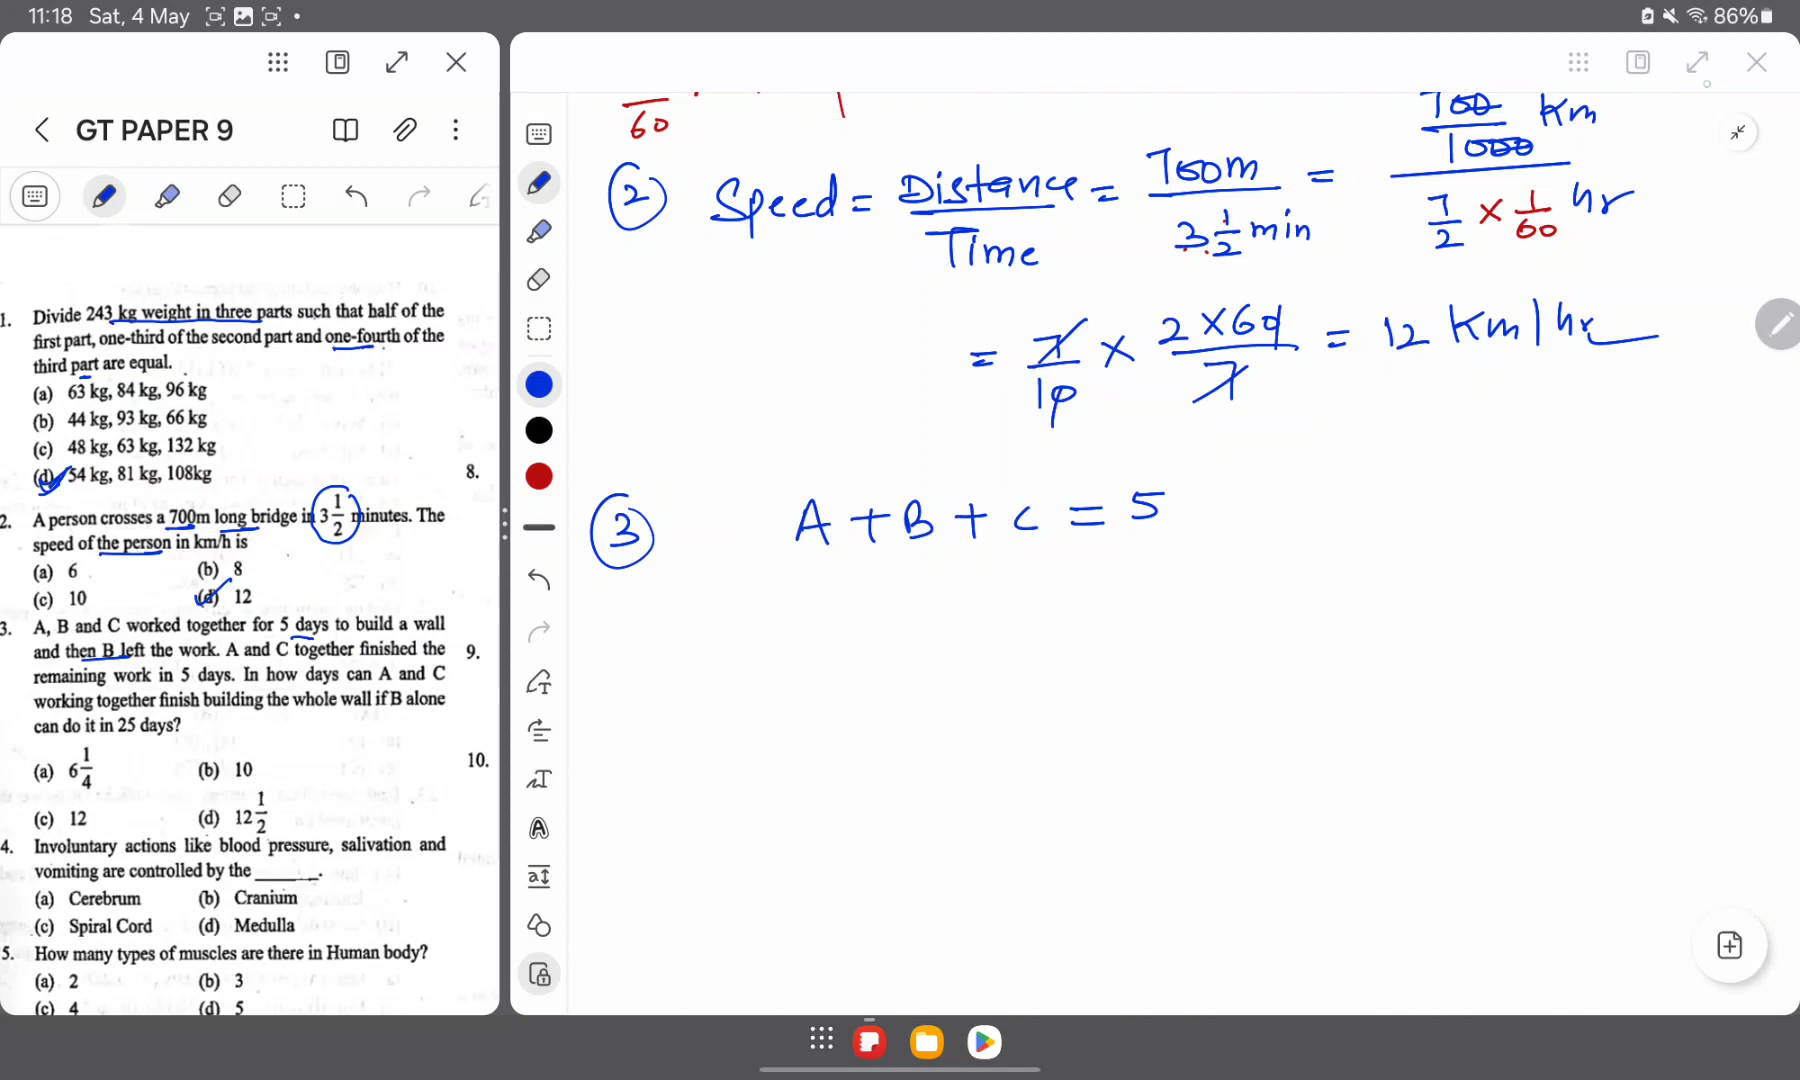 11:18 Sat, 4 May
86%
GT PAPER 9
1. Divide 243 kg weight in three parts such that half of the
first part, one-third of the second part and one-fourth of the
third part are equal.
(a) 63 kg, 84 kg, 96 kg
(b) 44 kg, 93 kg, 66 kg
(c) 48 kg, 63 kg, 132 kg
(d) 54 kg, 81 kg, 108kg
8.
2. A person crosses a 700m long bridge in 3 1/2 minutes. The
speed of the person in km/h is
(a) 6 (b) 8
(c) 10 (d) 12
3. A, B and C worked together for 5 days to build a wall
and then B left the work. A and C together finished the
9.
remaining work in 5 days. In how days can A and C
working together finish building the whole wall if B alone
can do it in 25 days?
(a) 6 1/4 (b) 10
10.
(c) 12 (d) 12 1/2
4. Involuntary actions like blood pressure, salivation and
vomiting are controlled by the ______.
(a) Cerebrum (b) Cranium
(c) Spiral Cord (d) Medulla
5. How many types of muscles are there in Human body?
(a) 2 (b) 3
(c) 4 (d) 5
60
2 Speed = Distance/Time = 700m / 3 1/2 min = 700/1000 Km / 7/2 × 1/60 hr
= 7/10 × 2×60/7 = 12 Km/hr
3 A + B + C = 5